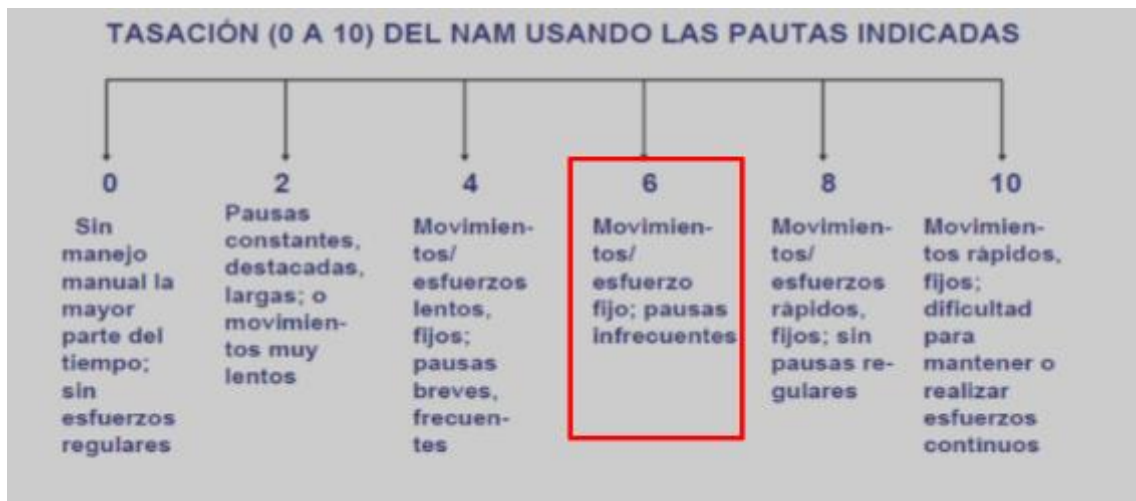 TASACIÓN (0 A 10) DEL NAM USANDO LAS PAUTAS INDICADAS
0
Sin
manejo
manual la
mayor
parte del
tiempo;
sin
esfuerzos
regulares
2
Pausas
constantes,
destacadas,
largas; o
movimien-
tos muy
lentos
4
Movimien-
tos/
esfuerzos
lentos,
fijos;
pausas
breves,
frecuen-
tes
6
Movimien-
tos/
esfuerzo
fijo; pausas
infrecuentes
8
Movimien-
tos/
esfuerzos
ràpidos,
fijos; sin
pausas re-
gulares
10
Movimien-
tos ràpidos,
fijos;
dificultad
para
mantener o
realizar
esfuerzos
continuos